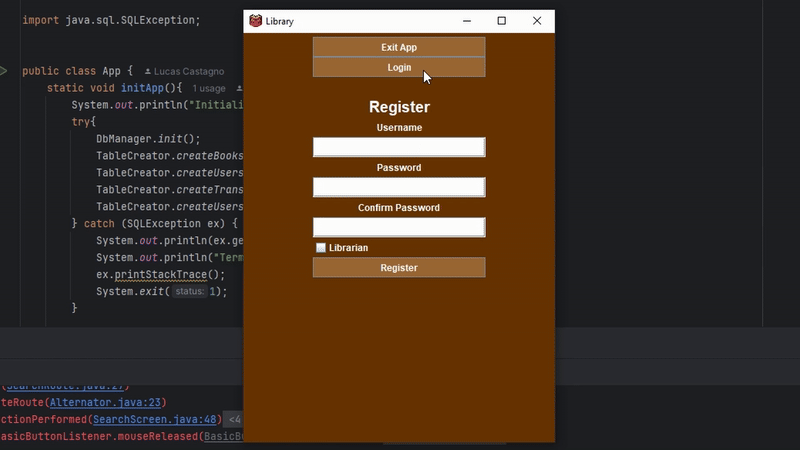 import java.sql.SQLException;
public class App { Lucas Castagno
static void initApp(){ 1 usage
System.out.println("Initiali
try{
DbManager.init();
TableCreator.createBooks
TableCreator.createUsers
TableCreator.createTrans
TableCreator.createUsers
} catch (SQLException ex) {
System.out.println(ex.ge
System.out.println("Term
ex.printStackTrace();
System.exit( status: 1);
}
(SearchRoute.java:27)
teRoute(Alternator.java:23)
ctionPerformed(SearchScreen.java:48) <4
asicButtonListener.mouseReleased(BasicBu
Library
Exit App
Login
Register
Username
Password
Confirm Password
Librarian
Register